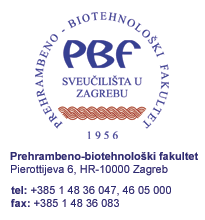 PREHRAMBENO - BIOTEHNOLOŠKI FAKULTET
PBF
SVEUČILIŠTA U
ZAGREBU
1956
Prehrambeno-biotehnološki fakultet
Pierottijeva 6, HR-10000 Zagreb
tel: +385 1 48 36 047, 46 05 000
fax: +385 1 48 36 083